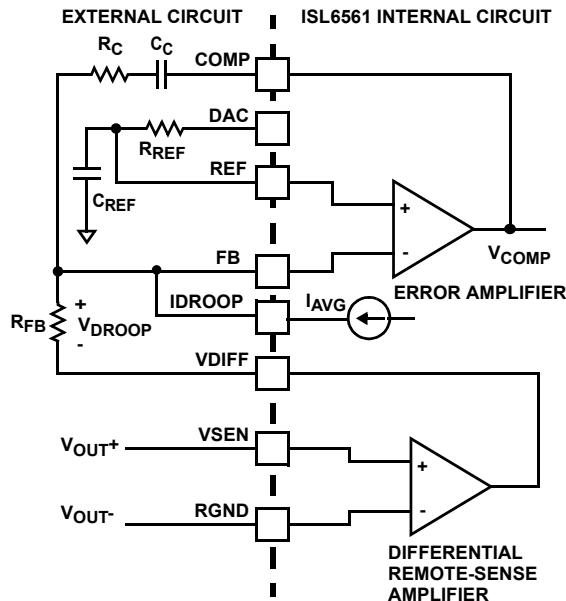 EXTERNAL CIRCUIT
ISL6561 INTERNAL CIRCUIT
RC
CC
COMP
DAC
RREF
REF
CREF
+
-
VCOMP
FB
ERROR AMPLIFIER
IDROOP
IAVG
RFB
+
VDROOP
-
VDIFF
VOUT+
VSEN
+
VOUT-
RGND
-
DIFFERENTIAL
REMOTE-SENSE
AMPLIFIER